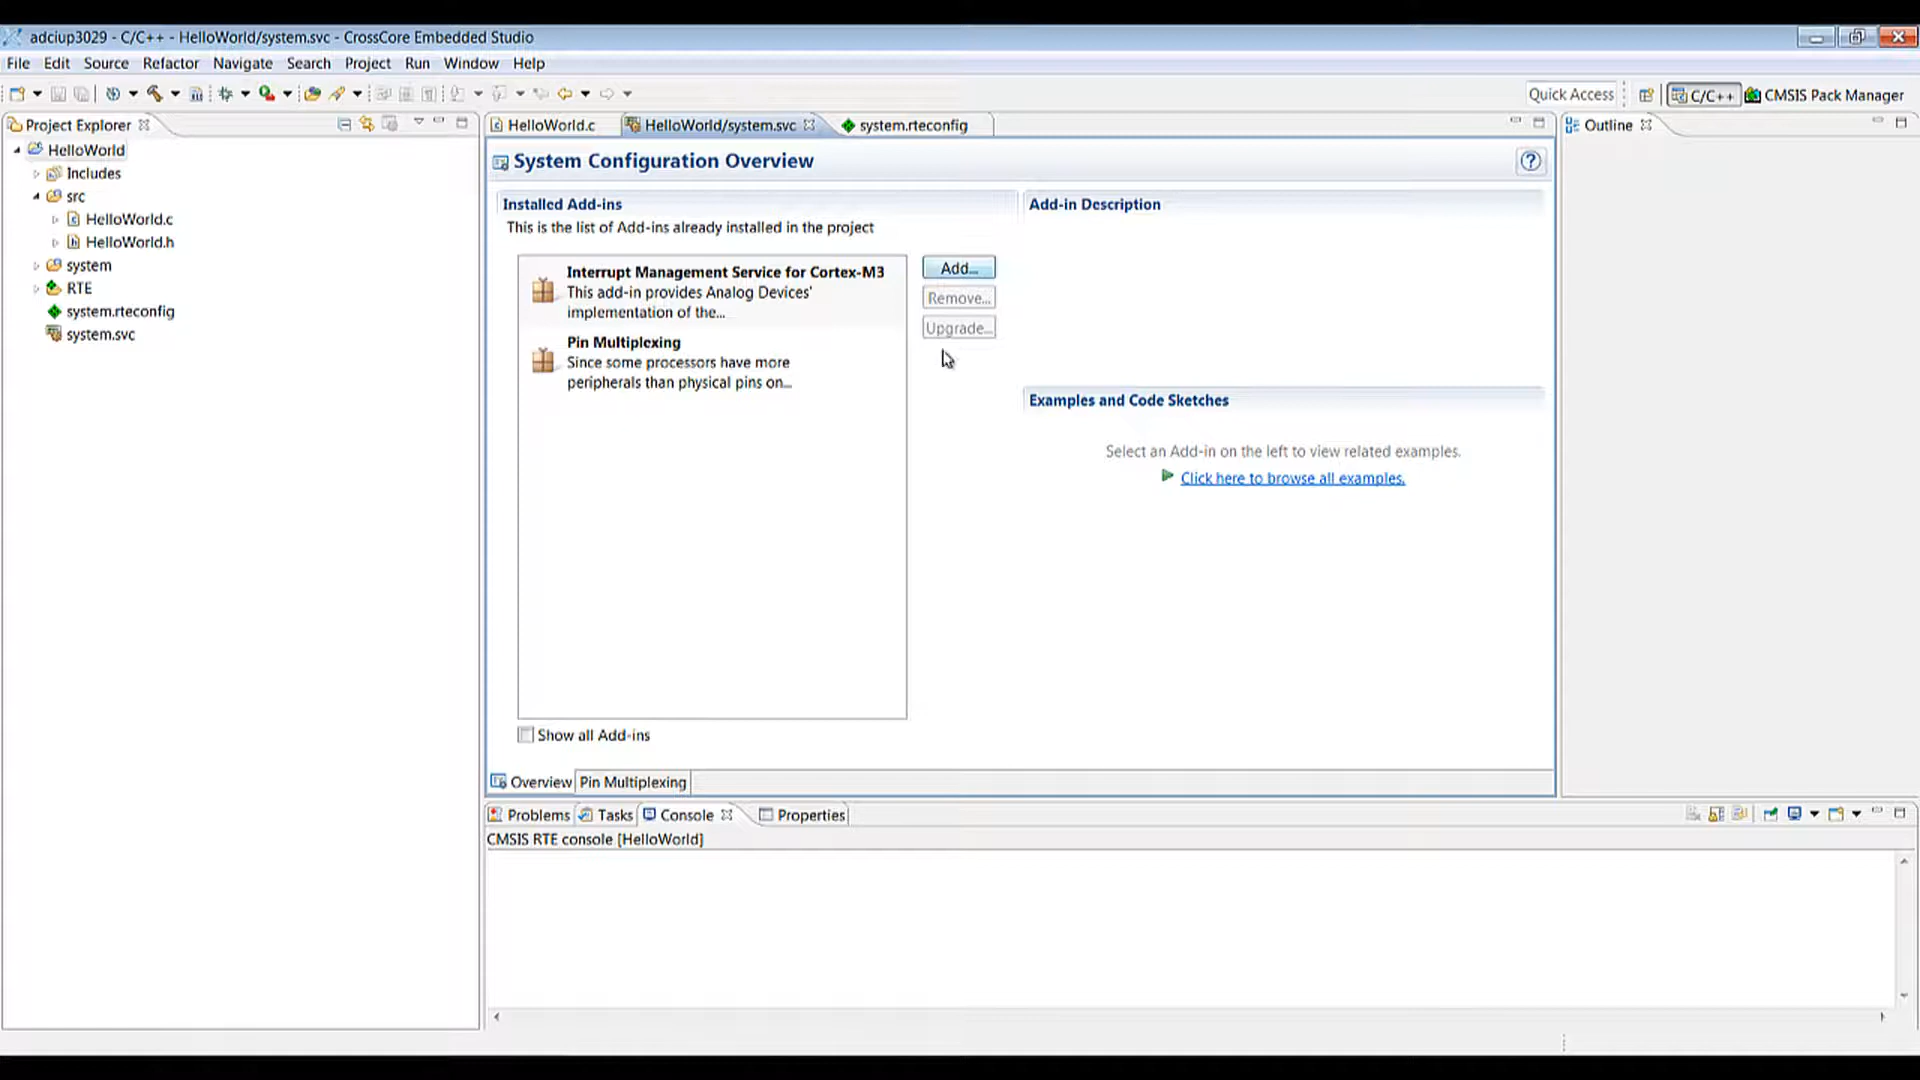 adciup3029 - C/C++ - HelloWorld/system.svc - CrossCore Embedded Studio
File Edit Source Refactor Navigate Search Project Run Window Help
Quick Access C/C++ CMSIS Pack Manager
Project Explorer
HelloWorld
Includes
src
HelloWorld.c
HelloWorld.h
system
RTE
system.rteconfig
system.svc
HelloWorld.c HelloWorld/system.svc system.rteconfig
System Configuration Overview
Installed Add-ins
This is the list of Add-ins already installed in the project
Interrupt Management Service for Cortex-M3
This add-in provides Analog Devices'
implementation of the...
Pin Multiplexing
Since some processors have more
peripherals than physical pins on...
Add...
Remove...
Upgrade...
Show all Add-ins
Add-in Description
Examples and Code Sketches
Select an Add-in on the left to view related examples.
Click here to browse all examples.
Overview Pin Multiplexing
Outline
Problems Tasks Console Properties
CMSIS RTE console [HelloWorld]